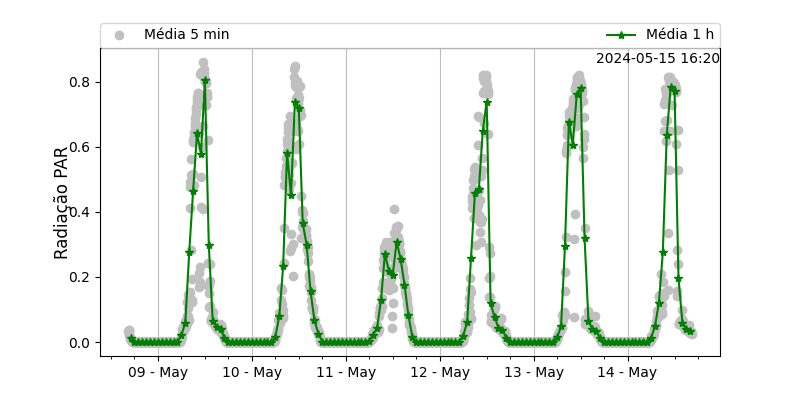 Média 5 min
Média 1 h
2024-05-15 16:20
Radiação PAR
0.8
0.6
0.4
0.2
0.0
09 - May
10 - May
11 - May
12 - May
13 - May
14 - May